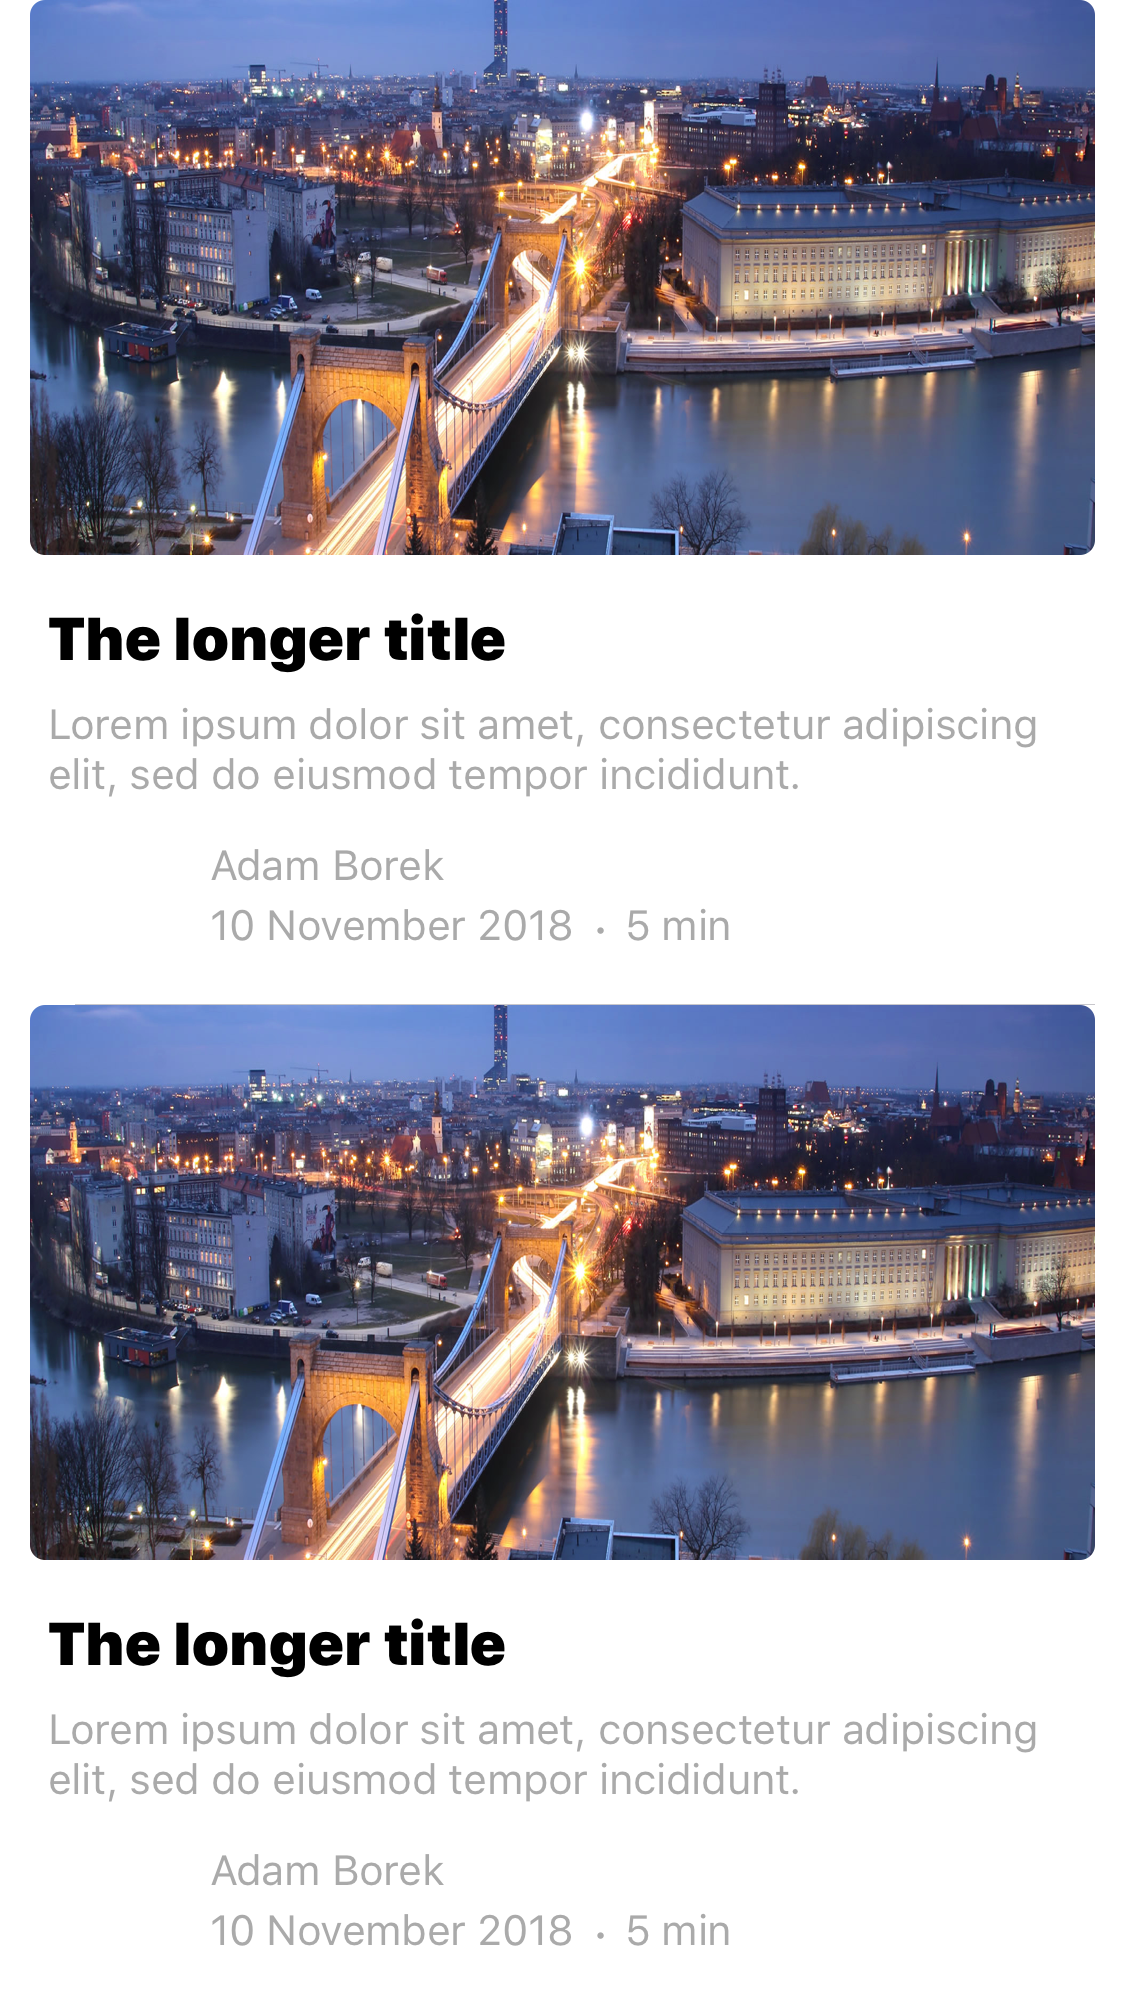 The longer title
Lorem ipsum dolor sit amet, consectetur adipiscing
elit, sed do eiusmod tempor incididunt.
Adam Borek
10 November 2018 · 5 min
The longer title
Lorem ipsum dolor sit amet, consectetur adipiscing
elit, sed do eiusmod tempor incididunt.
Adam Borek
10 November 2018 · 5 min